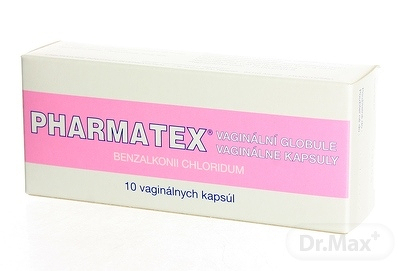 PHARMATEX® VAGINÁLNÍ GLOBULE
VAGINÁLNE KAPSULY
BENZALKONII CHLORIDUM
10 vaginálnych kapsúl
Dr.Max+